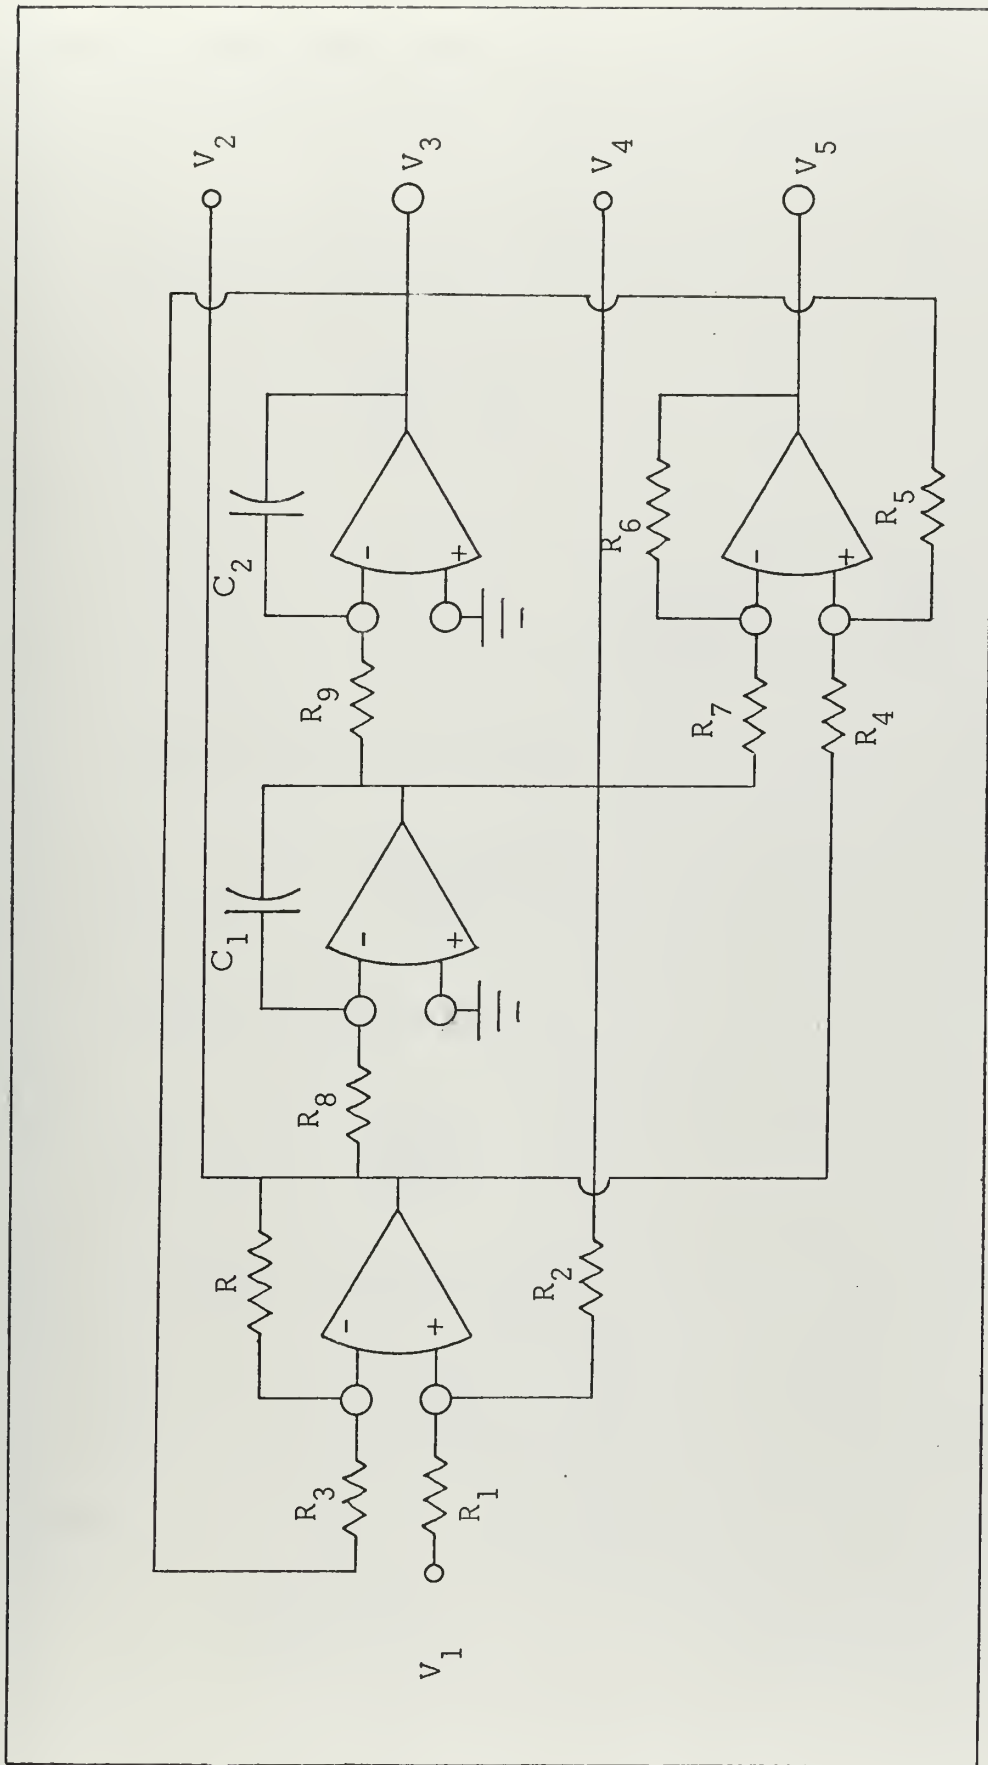 V2
R
C1
C2
R3
R8
R9
-
-
-
V3
V1
+
+
+
R1
R2
V4
R6
R7
-
V5
+
R4
R5